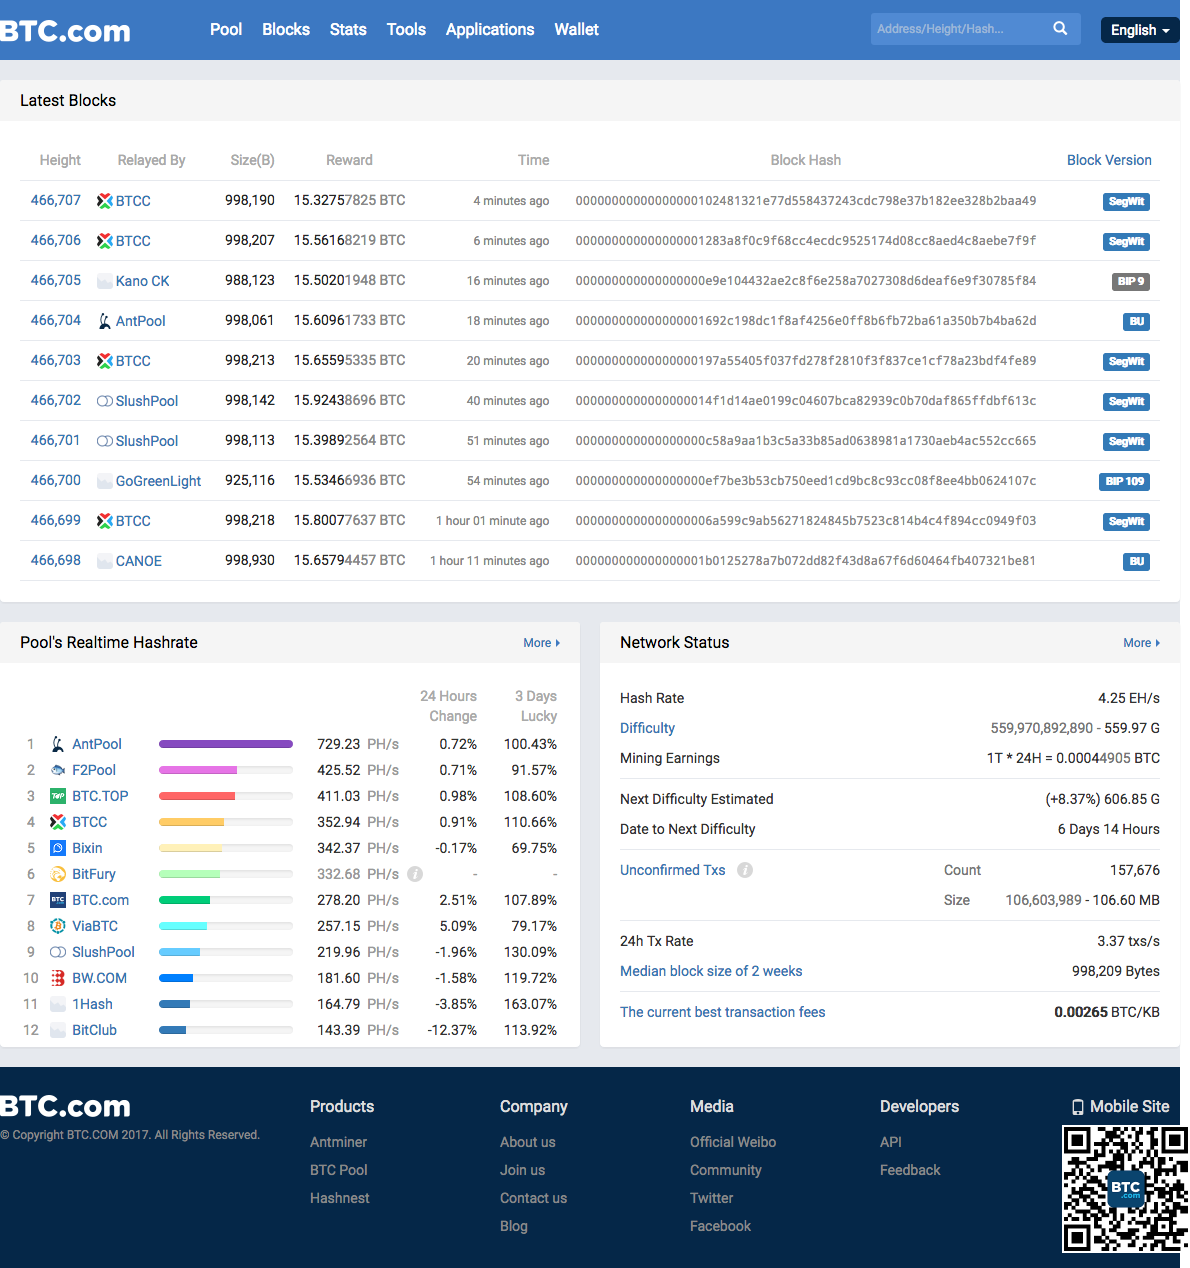 BTC.com Pool Blocks Stats Tools Applications Wallet Address/Height/Hash... English
Latest Blocks
Height Relayed By Size(B) Reward Time Block Hash Block Version
466,707 BTCC 998,190 15.32757825 BTC 4 minutes ago 0000000000000000000102481321e77d558437243cdc798e37b182ee328b2baa49 SegWit
466,706 BTCC 998,207 15.56168219 BTC 6 minutes ago 000000000000000001283a8f0c9f68cc4ecdc9525174d08cc8aed4c8aebe7f9f SegWit
466,705 Kano CK 988,123 15.50201948 BTC 16 minutes ago 000000000000000000e9e104432ae2c8f6e258a7027308d6deaf6e9f30785f84 BIP 9
466,704 AntPool 998,061 15.60961733 BTC 18 minutes ago 000000000000000001692c198dc1f8af4256e0ff8b6fb72ba61a350b7b4ba62d BU
466,703 BTCC 998,213 15.65595335 BTC 20 minutes ago 0000000000000000000197a55405f037fd278f2810f3f837ce1cf78a23bdf4fe89 SegWit
466,702 SlushPool 998,142 15.92438696 BTC 40 minutes ago 00000000000000000014f1d14ae0199c04607bca82939c0b70daf865ffdbf613c SegWit
466,701 SlushPool 998,113 15.39892564 BTC 51 minutes ago 000000000000000000c58a9aa1b3c5a33b85ad0638981a1730aeb4ac552cc665 SegWit
466,700 GoGreenLight 925,116 15.53466936 BTC 54 minutes ago 000000000000000000ef7be3b53cb750eed1cd9bc8c93cc08f8ee4bb0624107c BIP 109
466,699 BTCC 998,218 15.80077637 BTC 1 hour 01 minute ago 0000000000000000006a599c9ab56271824845b7523c814b4c4f894cc0949f03 SegWit
466,698 CANOE 998,930 15.65794457 BTC 1 hour 11 minutes ago 000000000000000001b0125278a7b072dd82f43d8a67f6d60464fb407321be81 BU
Pool's Realtime Hashrate More
24 Hours Change 3 Days Lucky
1 AntPool 729.23 PH/s 0.72% 100.43%
2 F2Pool 425.52 PH/s 0.71% 91.57%
3 TOP BTC.TOP 411.03 PH/s 0.98% 108.60%
4 BTCC 352.94 PH/s 0.91% 110.66%
5 Bixin 342.37 PH/s -0.17% 69.75%
6 BitFury 332.68 PH/s i - -
7 BTC BTC.com 278.20 PH/s 2.51% 107.89%
8 ViaBTC 257.15 PH/s 5.09% 79.17%
9 SlushPool 219.96 PH/s -1.96% 130.09%
10 BW.COM 181.60 PH/s -1.58% 119.72%
11 1Hash 164.79 PH/s -3.85% 163.07%
12 BitClub 143.39 PH/s -12.37% 113.92%
Network Status More
Hash Rate 4.25 EH/s
Difficulty 559,970,892,890 - 559.97 G
Mining Earnings 1T * 24H = 0.00044905 BTC
Next Difficulty Estimated (+8.37%) 606.85 G
Date to Next Difficulty 6 Days 14 Hours
Unconfirmed Txs i Count 157,676
Size 106,603,989 - 106.60 MB
24h Tx Rate 3.37 txs/s
Median block size of 2 weeks 998,209 Bytes
The current best transaction fees 0.00265 BTC/KB
BTC.com
© Copyright BTC.COM 2017. All Rights Reserved.
Products
Antminer
BTC Pool
Hashnest
Company
About us
Join us
Contact us
Blog
Media
Official Weibo
Community
Twitter
Facebook
Developers
API
Feedback
Mobile Site
BTC
.com